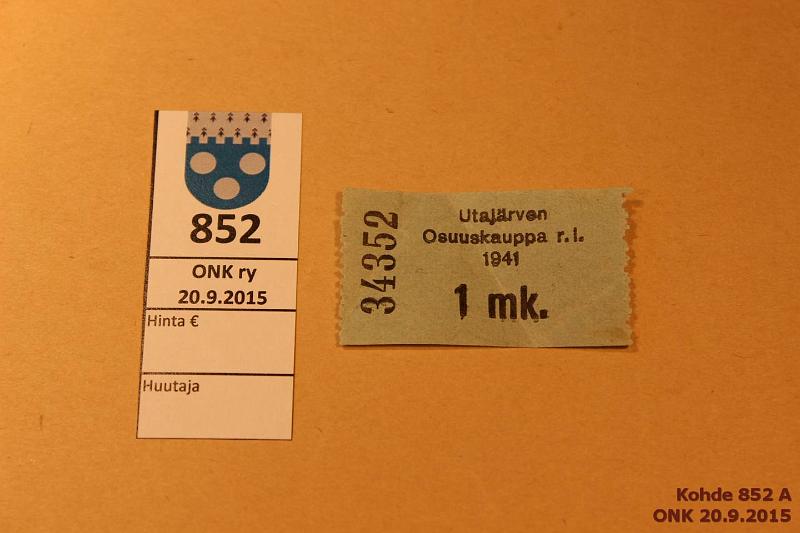 852
ONK ry
20.9.2015
Hinta €
Huutaja
34352
Utajärven
Osuuskauppa r.l.
1941
1 mk.
Kohde 852 A
ONK 20.9.2015